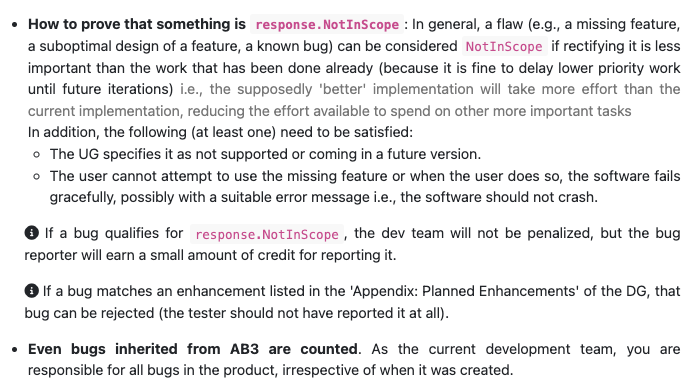 • How to prove that something is response.NotInScope: In general, a flaw (e.g., a missing feature,
a suboptimal design of a feature, a known bug) can be considered NotInScope if rectifying it is less
important than the work that has been done already (because it is fine to delay lower priority work
until future iterations) i.e., the supposedly 'better' implementation will take more effort than the
current implementation, reducing the effort available to spend on other more important tasks
In addition, the following (at least one) need to be satisfied:
○ The UG specifies it as not supported or coming in a future version.
○ The user cannot attempt to use the missing feature or when the user does so, the software fails
gracefully, possibly with a suitable error message i.e., the software should not crash.
If a bug qualifies for response.NotInScope, the dev team will not be penalized, but the bug
reporter will earn a small amount of credit for reporting it.
If a bug matches an enhancement listed in the 'Appendix: Planned Enhancements' of the DG, that
bug can be rejected (the tester should not have reported it at all).
• Even bugs inherited from AB3 are counted. As the current development team, you are
responsible for all bugs in the product, irrespective of when it was created.